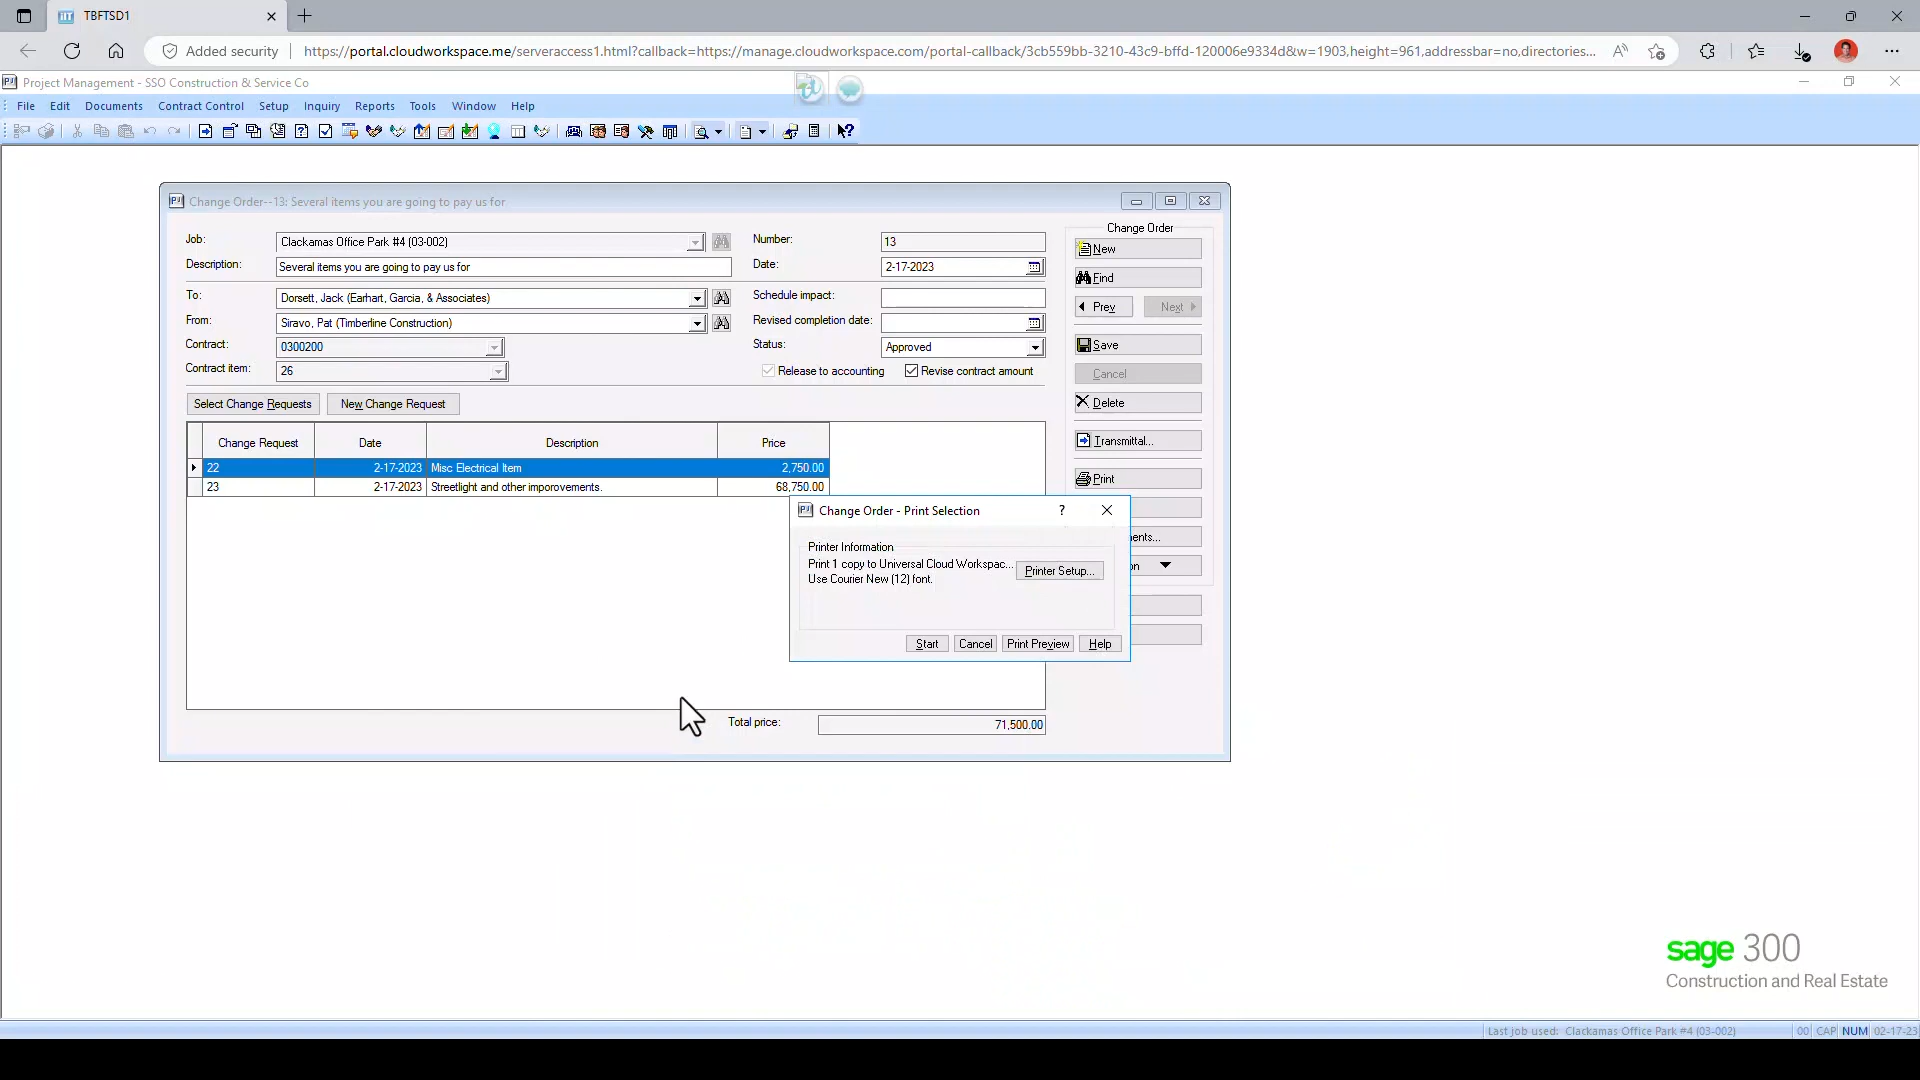 TBFTSD1
Added security
https://portal.cloudworkspace.me/serveraccess1.html?callback=https://manage.cloudworkspace.com/portal-callback/3cb559bb-3210-43c9-bffd-120006e9334d&w=1903,height=961,addressbar=no,directories...
Project Management - SSO Construction & Service Co
File Edit Documents Contract Control Setup Inquiry Reports Tools Window Help
Change Order--13: Several items you are going to pay us for
Job: Clackamas Office Park #4 (03-002) Number: 13
Description: Several items you are going to pay us for Date: 2-17-2023
To: Dorsett, Jack (Earhart, Garcia, & Associates) Schedule impact:
From: Siravo, Pat (Timberline Construction) Revised completion date:
Contract: 0300200 Status: Approved
Contract item: 26 Release to accounting Revise contract amount
Select Change Requests New Change Request
Change Request Date Description Price
22 2-17-2023 Misc Electrical Item 2,750.00
23 2-17-2023 Streetlight and other imporovements. 68,750.00
Total price: 71,500.00
Change Order
New
Find
Prev Next
Save
Cancel
Delete
Transmittal...
Print
ents...
on
Change Order - Print Selection ?
Printer Information
Print 1 copy to Universal Cloud Workspac...
Use Courier New (12) font.
Printer Setup...
Start Cancel Print Preview Help
sage 300
Construction and Real Estate
Last job used: Clackamas Office Park #4 (03-002) 00 CAP NUM 02-17-23